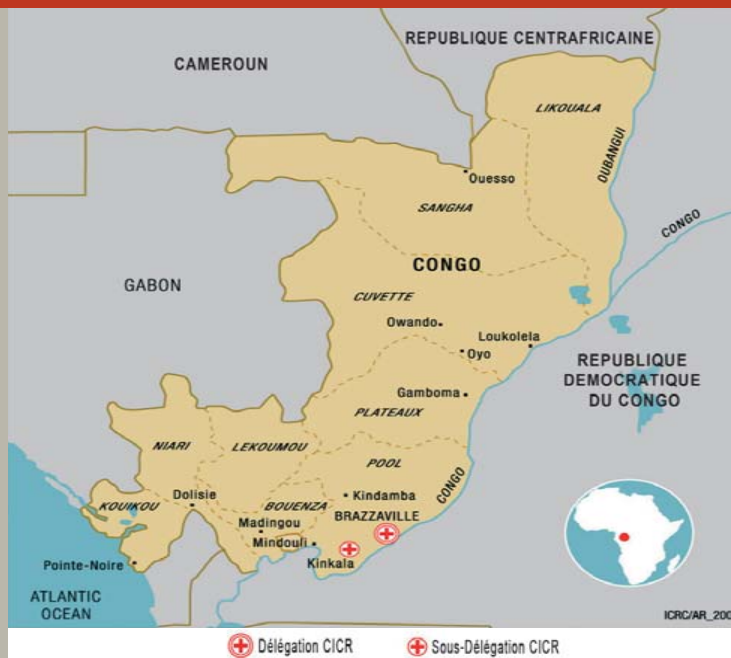 REPUBLIQUE CENTRAFRICAINE
CAMEROUN
LIKOUALA
OUBANGUI
Ouesso
SANGHA
CONGO
CONGO
GABON
CUVETTE
Owando
Loukolela
Oyo
REPUBLIQUE
DEMOCRATIQUE
DU CONGO
Gamboma
PLATEAUX
NIARI
LEKOUMOU
POOL
CONGO
Kindamba
Dolisie
BOUENZA
BRAZZAVILLE
KOUIKOU
Madingou
Mindouli
Kinkala
Pointe-Noire
ATLANTIC
OCEAN
ICRC/AR_200
Délégation CICR
Sous-Délégation CICR